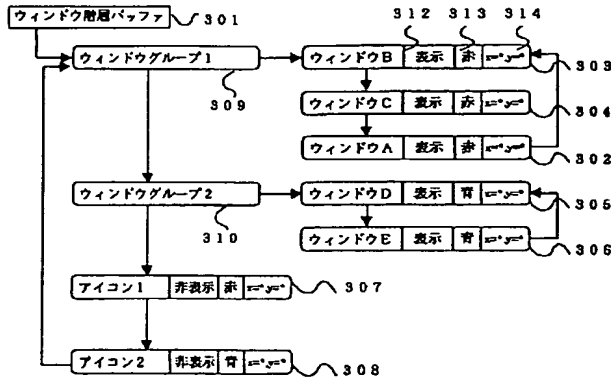 ウィンドウ階層バッファ 301
312 313 314
ウィンドウグループ1 ウィンドウB 表示 赤 x=*,y=* 303
309
ウィンドウC 表示 赤 x=*,y=* 304
ウィンドウA 表示 赤 x=*,y=* 302
ウィンドウグループ2 ウィンドウD 表示 青 x=*,y=* 305
310
ウィンドウE 表示 青 x=*,y=* 306
アイコン1 非表示 赤 x=*,y=* 307
アイコン2 非表示 青 x=*,y=* 308